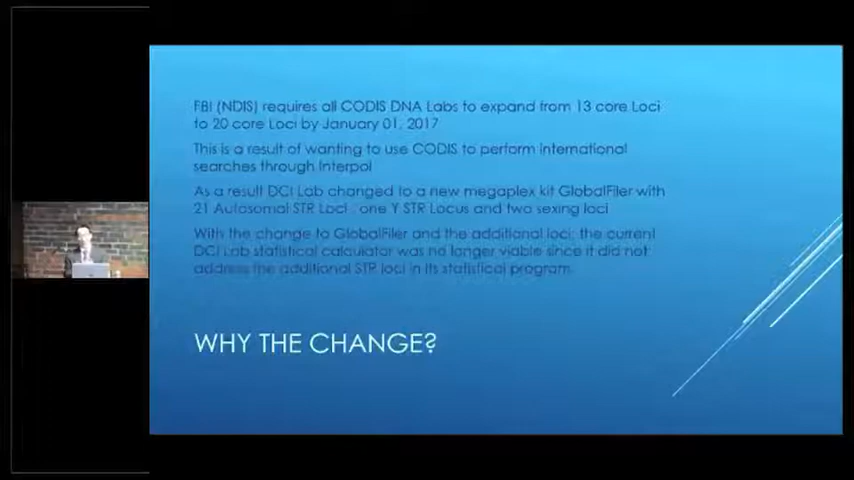 FBI (NDIS) requires all CODIS DNA Labs to expand from 13 core Loci
to 20 core Loci by January 01, 2017
This is a result of wanting to use CODIS to perform international
searches through Interpol
As a result DCI Lab changed to a new megaplex kit GlobalFiler with
21 Autosomal STR Loci , one Y STR Locus and two sexing loci
With the change to GlobalFiler and the additional loci; the current
DCI Lab statistical calculator was no longer viable since it did not
address the additional STR loci in its statistical program.
WHY THE CHANGE?